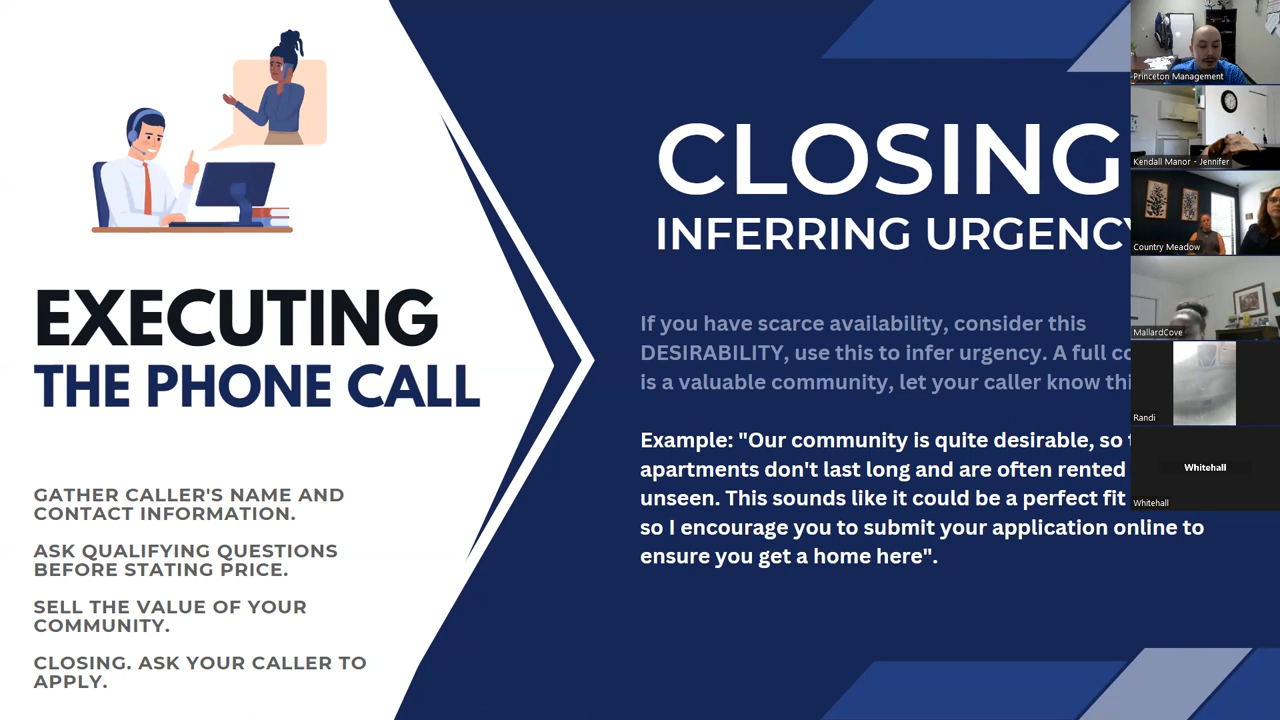 EXECUTING
THE PHONE CALL
GATHER CALLER'S NAME AND
CONTACT INFORMATION.
ASK QUALIFYING QUESTIONS
BEFORE STATING PRICE.
SELL THE VALUE OF YOUR
COMMUNITY.
CLOSING. ASK YOUR CALLER TO
APPLY.
CLOSING
INFERRING URGENCY
If you have scarce availability, consider this
DESIRABILITY, use this to infer urgency. A full
is a valuable community, let your caller know
Example: "Our community is quite desirable, so
apartments don't last long and are often rented
unseen. This sounds like it could be a perfect fit
so I encourage you to submit your application online to
ensure you get a home here".
Princeton Management
Kendall Manor - Jennifer
Country Meadow
MallardCove
Randi
Whitehall
Whitehall